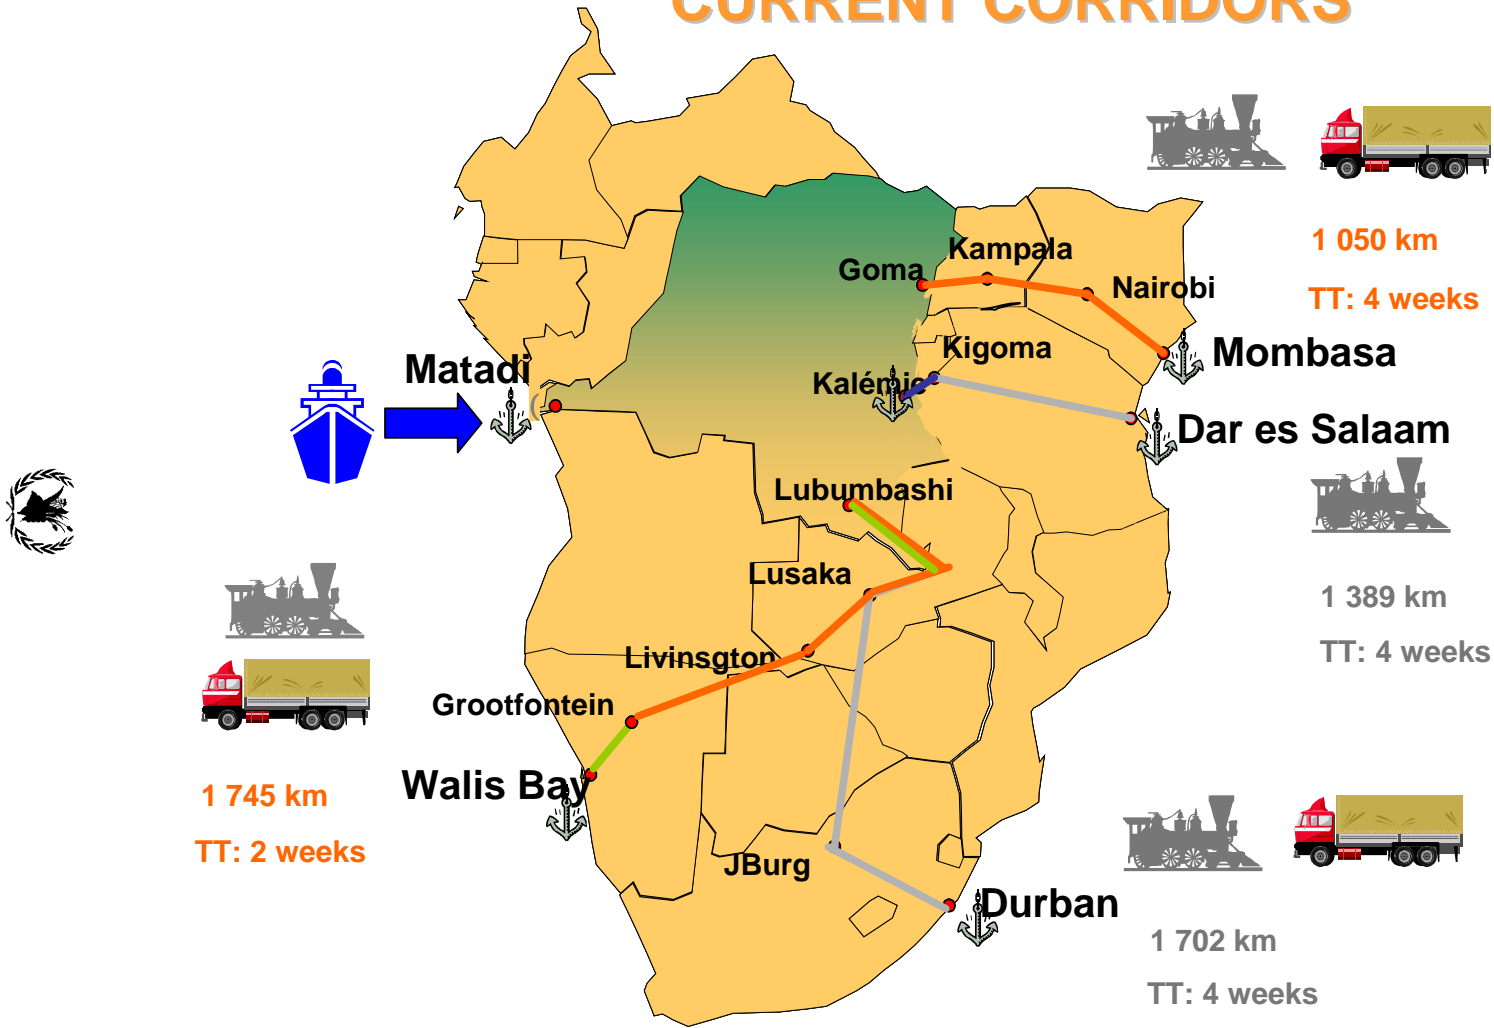 CURRENT CORRIDORS
1 050 km
TT: 4 weeks
Kampala
Goma
Nairobi
Kigoma
Mombasa
Matadi
Kalémie
Dar es Salaam
Lubumbashi
Lusaka
1 389 km
TT: 4 weeks
Livinsgton
Grootfontein
Walis Bay
1 745 km
TT: 2 weeks
JBurg
Durban
1 702 km
TT: 4 weeks